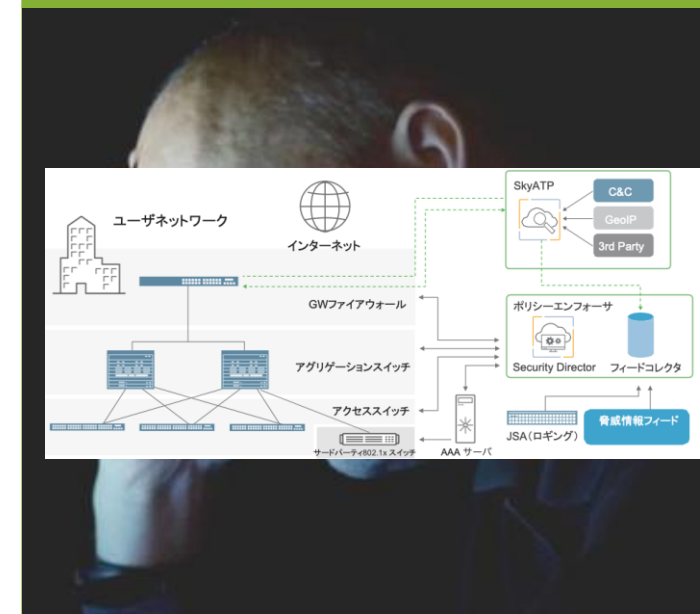 SkyATP
C&C
GeoIP
3rd Party
ユーザネットワーク
インターネット
GWファイアウォール
ポリシーエンフォーサ
Security Director
フィードコレクタ
アグリゲーションスイッチ
アクセススイッチ
サードパーティ802.1x スイッチ
AAA サーバ
JSA（ロギング）
脅威情報フィード